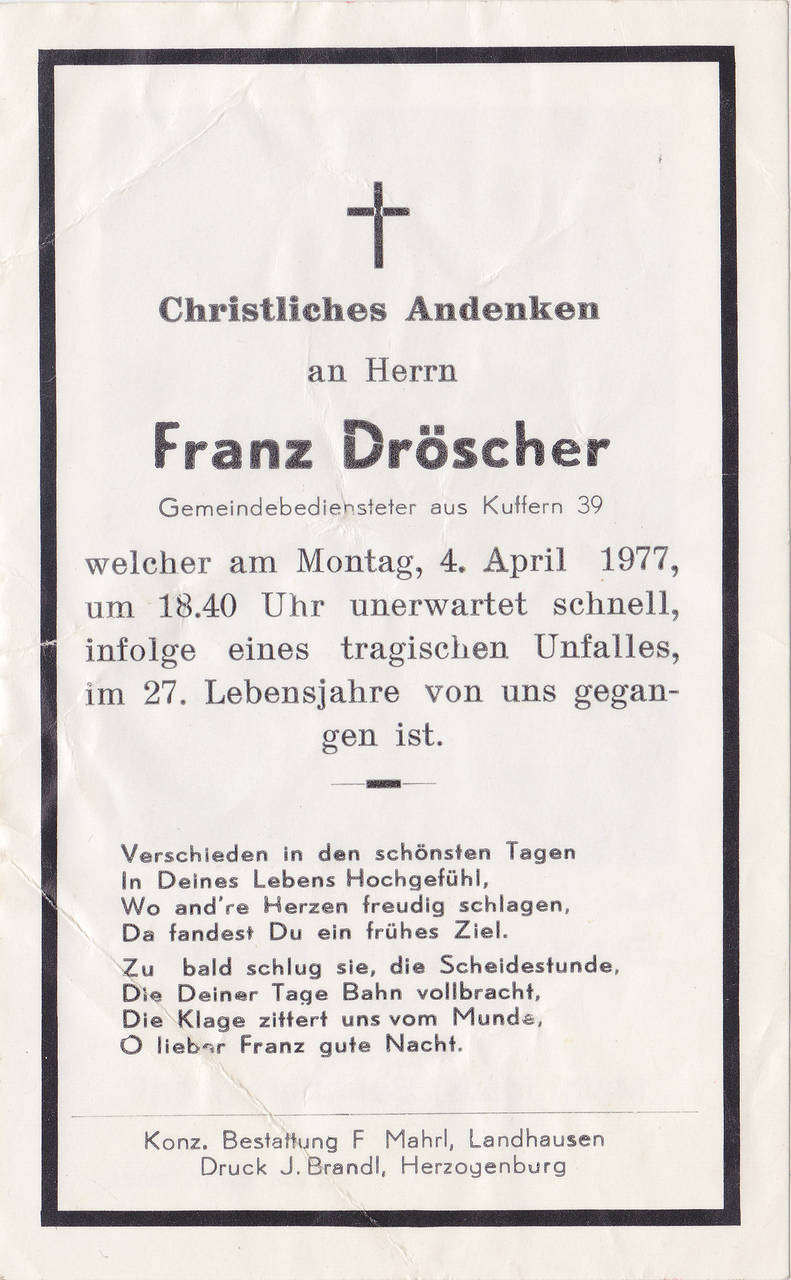 Christliches Andenken
an Herrn
Franz Dröscher
Gemeindebediensteter aus Kuffern 39
welcher am Montag, 4. April 1977,
um 18.40 Uhr unerwartet schnell,
infolge eines tragischen Unfalles,
im 27. Lebensjahre von uns gegan-
gen ist.
Verschieden in den schönsten Tagen
In Deines Lebens Hochgefühl,
Wo and're Herzen freudig schlagen,
Da fandest Du ein frühes Ziel.
Zu bald schlug sie, die Scheidestunde,
Die Deiner Tage Bahn vollbracht,
Die Klage zittert uns vom Munde,
O lieber Franz gute Nacht.
Konz. Bestattung F Mahrl, Landhausen
Druck J. Brandl, Herzogenburg